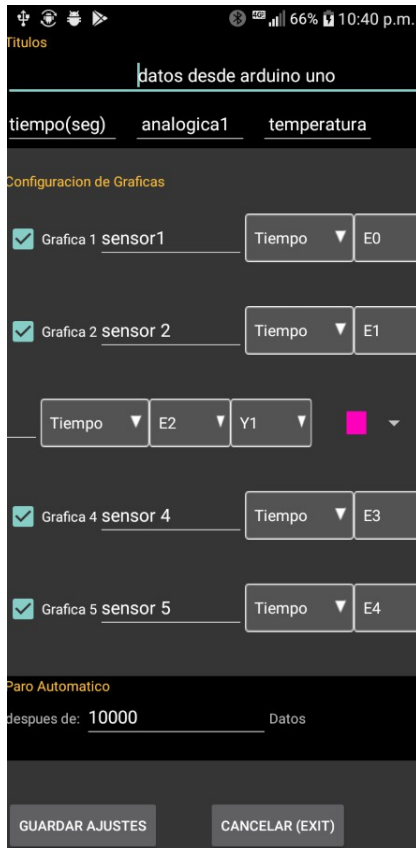 4GE 66% 10:40 p.m.
Titulos
datos desde arduino uno
tiempo(seg) analogica1 temperatura
Configuracion de Graficas
Grafica 1 sensor1 Tiempo E0
Grafica 2 sensor 2 Tiempo E1
Tiempo E2 Y1
Grafica 4 sensor 4 Tiempo E3
Grafica 5 sensor 5 Tiempo E4
Paro Automatico
despues de: 10000 Datos
GUARDAR AJUSTES CANCELAR (EXIT)